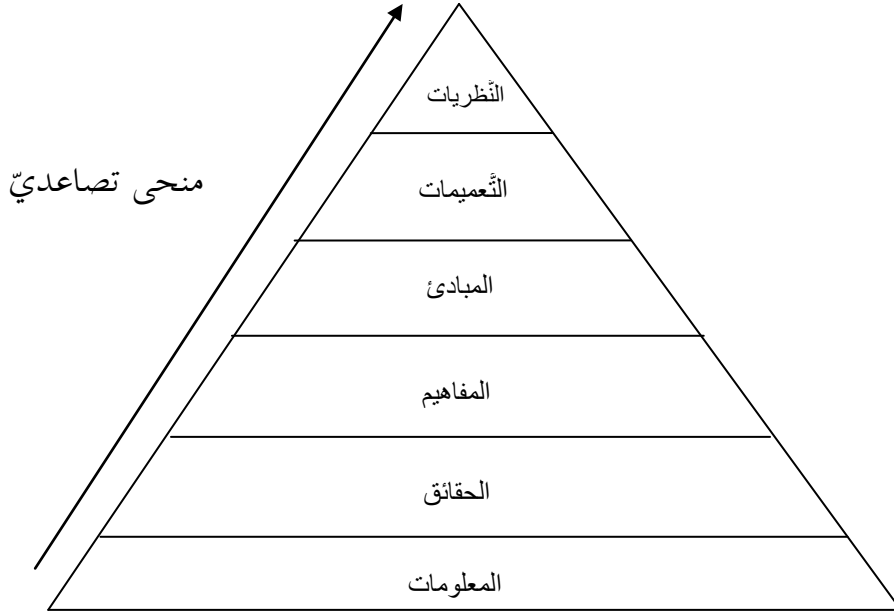 النَّظريات
التَّعميمات
منحى تصاعديّ
المبادئ
المفاهيم
الحقائق
المعلومات